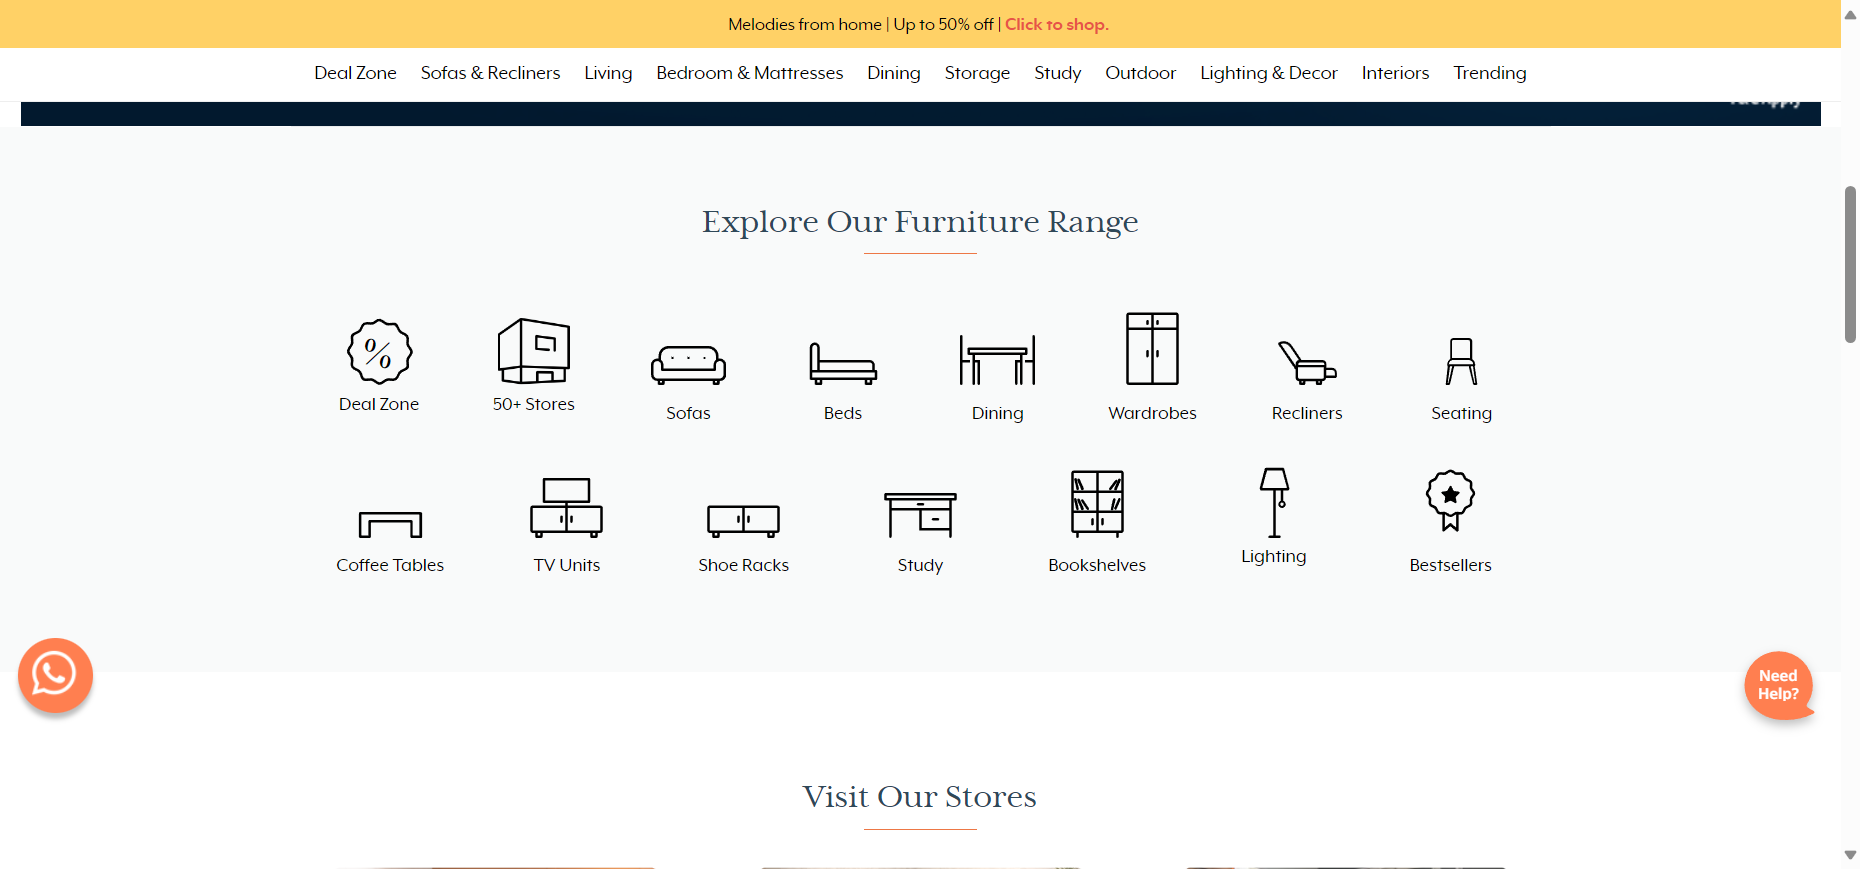 Melodies from home | Up to 50% off | Click to shop.
Deal Zone Sofas & Recliners Living Bedroom & Mattresses Dining Storage Study Outdoor Lighting & Decor Interiors Trending
Explore Our Furniture Range
Deal Zone 50+ Stores Sofas Beds Dining Wardrobes Recliners Seating
Coffee Tables TV Units Shoe Racks Study Bookshelves Lighting Bestsellers
Need
Help?
Visit Our Stores